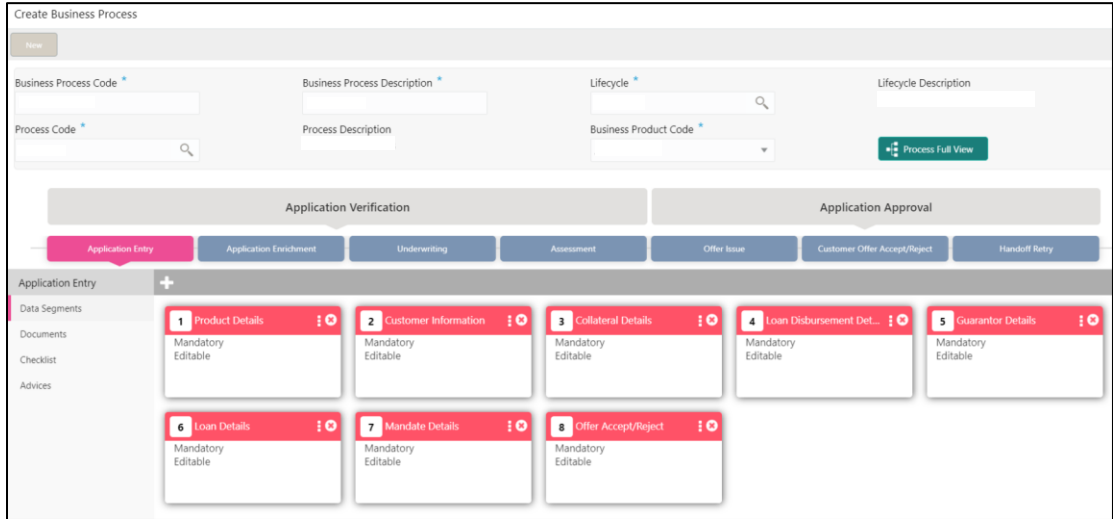 Create Business Process
New
Business Process Code *
Business Process Description *
Lifecycle *
Lifecycle Description
Process Code *
Process Description
Business Product Code *
Process Full View
Application Verification
Application Approval
Application Entry
Application Enrichment
Underwriting
Assessment
Offer Issue
Customer Offer Accept/Reject
Handoff Retry
Application Entry
Data Segments
Documents
Checklist
Advices
1 Product Details
Mandatory
Editable
2 Customer Information
Mandatory
Editable
3 Collateral Details
Mandatory
Editable
4 Loan Disbursement Det...
Mandatory
Editable
5 Guarantor Details
Mandatory
Editable
6 Loan Details
Mandatory
Editable
7 Mandate Details
Mandatory
Editable
8 Offer Accept/Reject
Mandatory
Editable